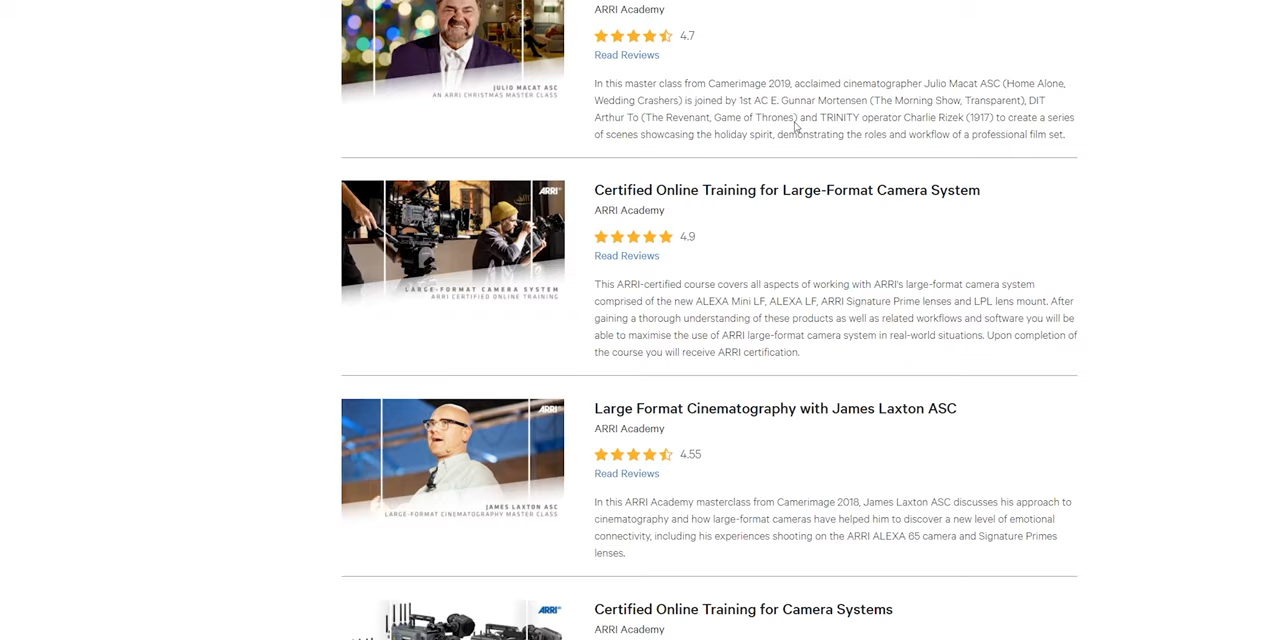 ARRI Academy
4.7
Read Reviews
JULIO MACAT ASC
AN ARRI CHRISTMAS MASTER CLASS
In this master class from Camerimage 2019, acclaimed cinematographer Julio Macat ASC (Home Alone,
Wedding Crashers) is joined by 1st AC E. Gunnar Mortensen (The Morning Show, Transparent), DIT
Arthur To (The Revenant, Game of Thrones) and TRINITY operator Charlie Rizek (1917) to create a series
of scenes showcasing the holiday spirit, demonstrating the roles and workflow of a professional film set.
ARRI
LARGE-FORMAT CAMERA SYSTEM
ARRI CERTIFIED ONLINE TRAINING
Certified Online Training for Large-Format Camera System
ARRI Academy
4.9
Read Reviews
This ARRI-certified course covers all aspects of working with ARRI's large-format camera system
comprised of the new ALEXA Mini LF, ALEXA LF, ARRI Signature Prime lenses and LPL lens mount. After
gaining a thorough understanding of these products as well as related workflows and software you will be
able to maximise the use of ARRI large-format camera system in real-world situations. Upon completion of
the course you will receive ARRI certification.
ARRI
JAMES LAXTON ASC
LARGE-FORMAT CINEMATOGRAPHY MASTER CLASS
Large Format Cinematography with James Laxton ASC
ARRI Academy
4.55
Read Reviews
In this ARRI Academy masterclass from Camerimage 2018, James Laxton ASC discusses his approach to
cinematography and how large-format cameras have helped him to discover a new level of emotional
connectivity, including his experiences shooting on the ARRI ALEXA 65 camera and Signature Primes
lenses.
ARRI
Certified Online Training for Camera Systems
ARRI Academy